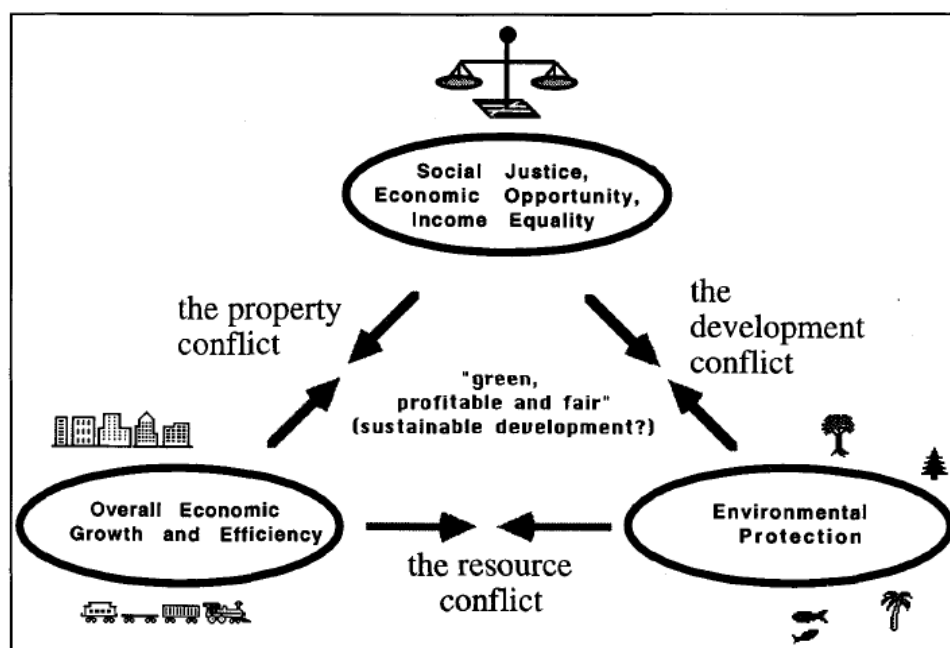 Social Justice,
Economic Opportunity,
Income Equality
the property
conflict
the
development
conflict
"green,
profitable and fair"
(sustainable development?)
Overall Economic
Growth and Efficiency
Environmental
Protection
the resource
conflict